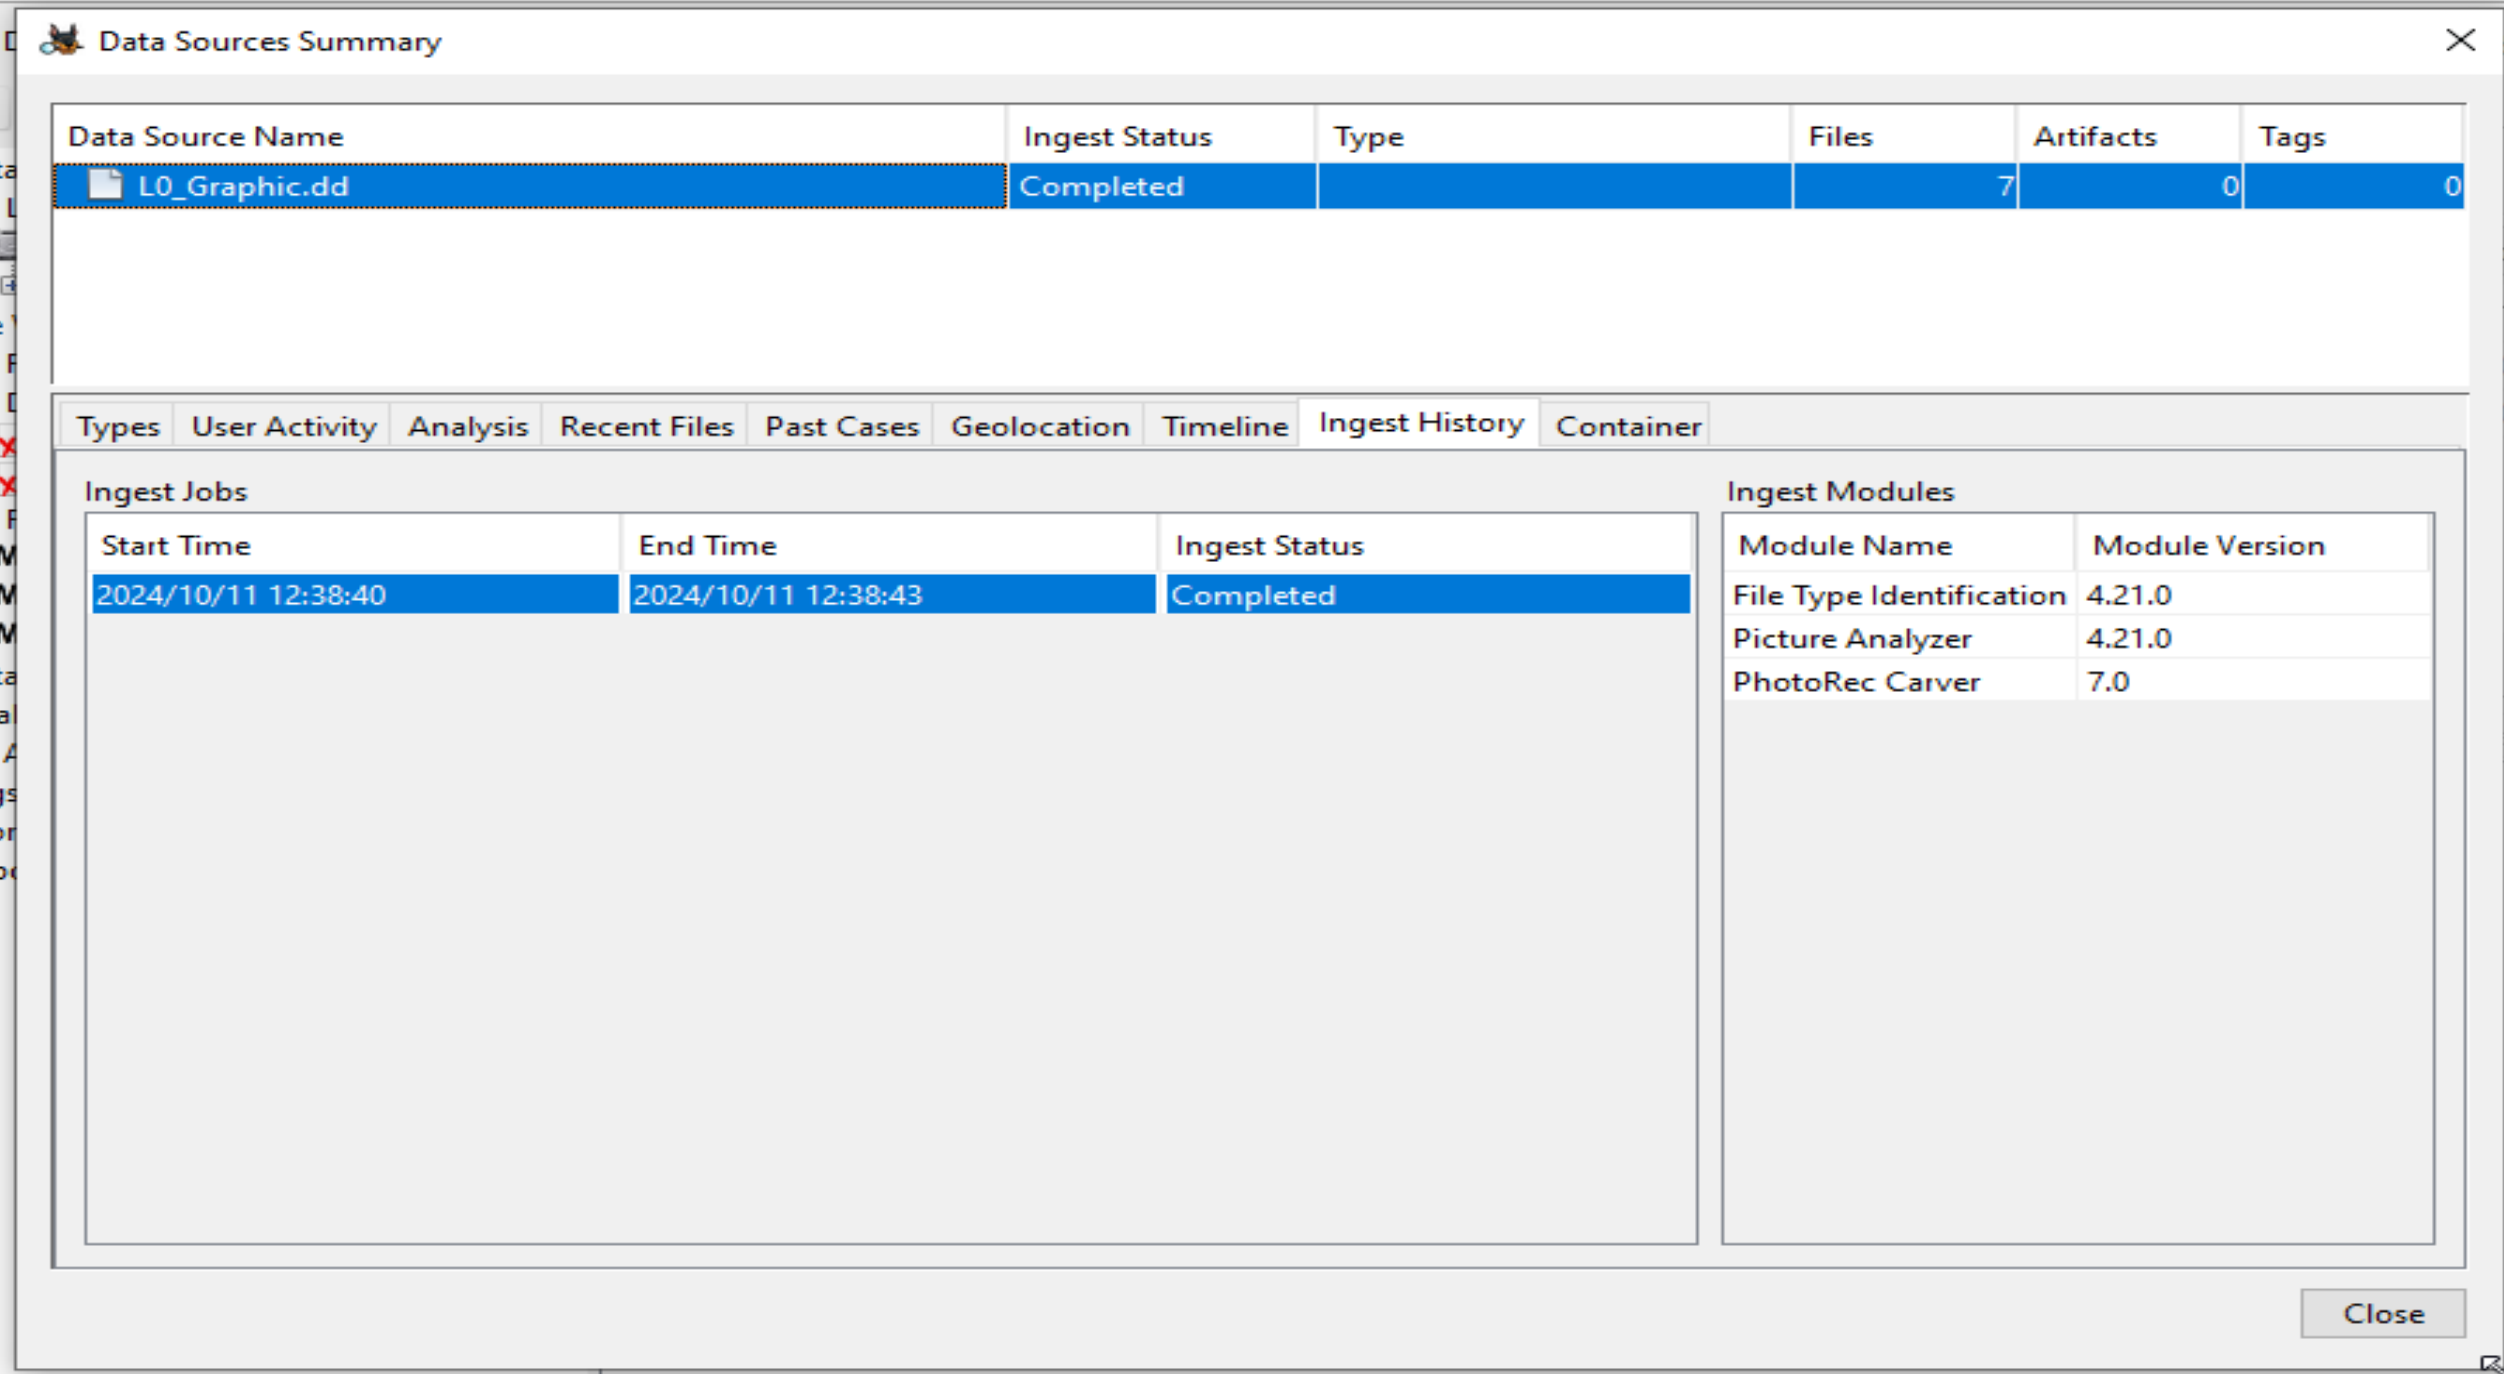 Data Sources Summary
Data Source Name Ingest Status Type Files Artifacts Tags
L0_Graphic.dd Completed 7 0 0
Types User Activity Analysis Recent Files Past Cases Geolocation Timeline Ingest History Container
Ingest Jobs
Start Time End Time Ingest Status
2024/10/11 12:38:40 2024/10/11 12:38:43 Completed
Ingest Modules
Module Name Module Version
File Type Identification 4.21.0
Picture Analyzer 4.21.0
PhotoRec Carver 7.0
Close